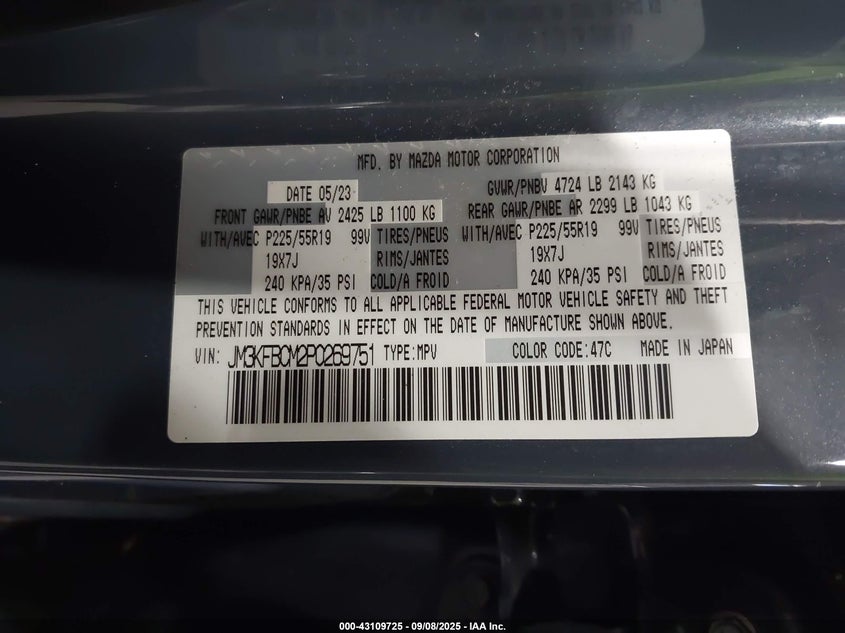 MFD. BY MAZDA MOTOR CORPORATION
DATE 05/23 GVWR/PNBV 4724 LB 2143 KG
FRONT GAWR/PNBE AV 2425 LB 1100 KG REAR GAWR/PNBE AR 2299 LB 1043 KG
WITH/AVEC P225/55R19 99V TIRES/PNEUS WITH/AVEC P225/55R19 99V TIRES/PNEUS
19X7J RIMS/JANTES 19X7J RIMS/JANTES
240 KPA/35 PSI COLD/A FROID 240 KPA/35 PSI COLD/A FROID
THIS VEHICLE CONFORMS TO ALL APPLICABLE FEDERAL MOTOR VEHICLE SAFETY AND THEFT
PREVENTION STANDARDS IN EFFECT ON THE DATE OF MANUFACTURE SHOWN ABOVE.
VIN: JM3KFBCM2P0269751 TYPE:MPV COLOR CODE:47C MADE IN JAPAN
000-43109725 - 09/08/2025 - IAA Inc.